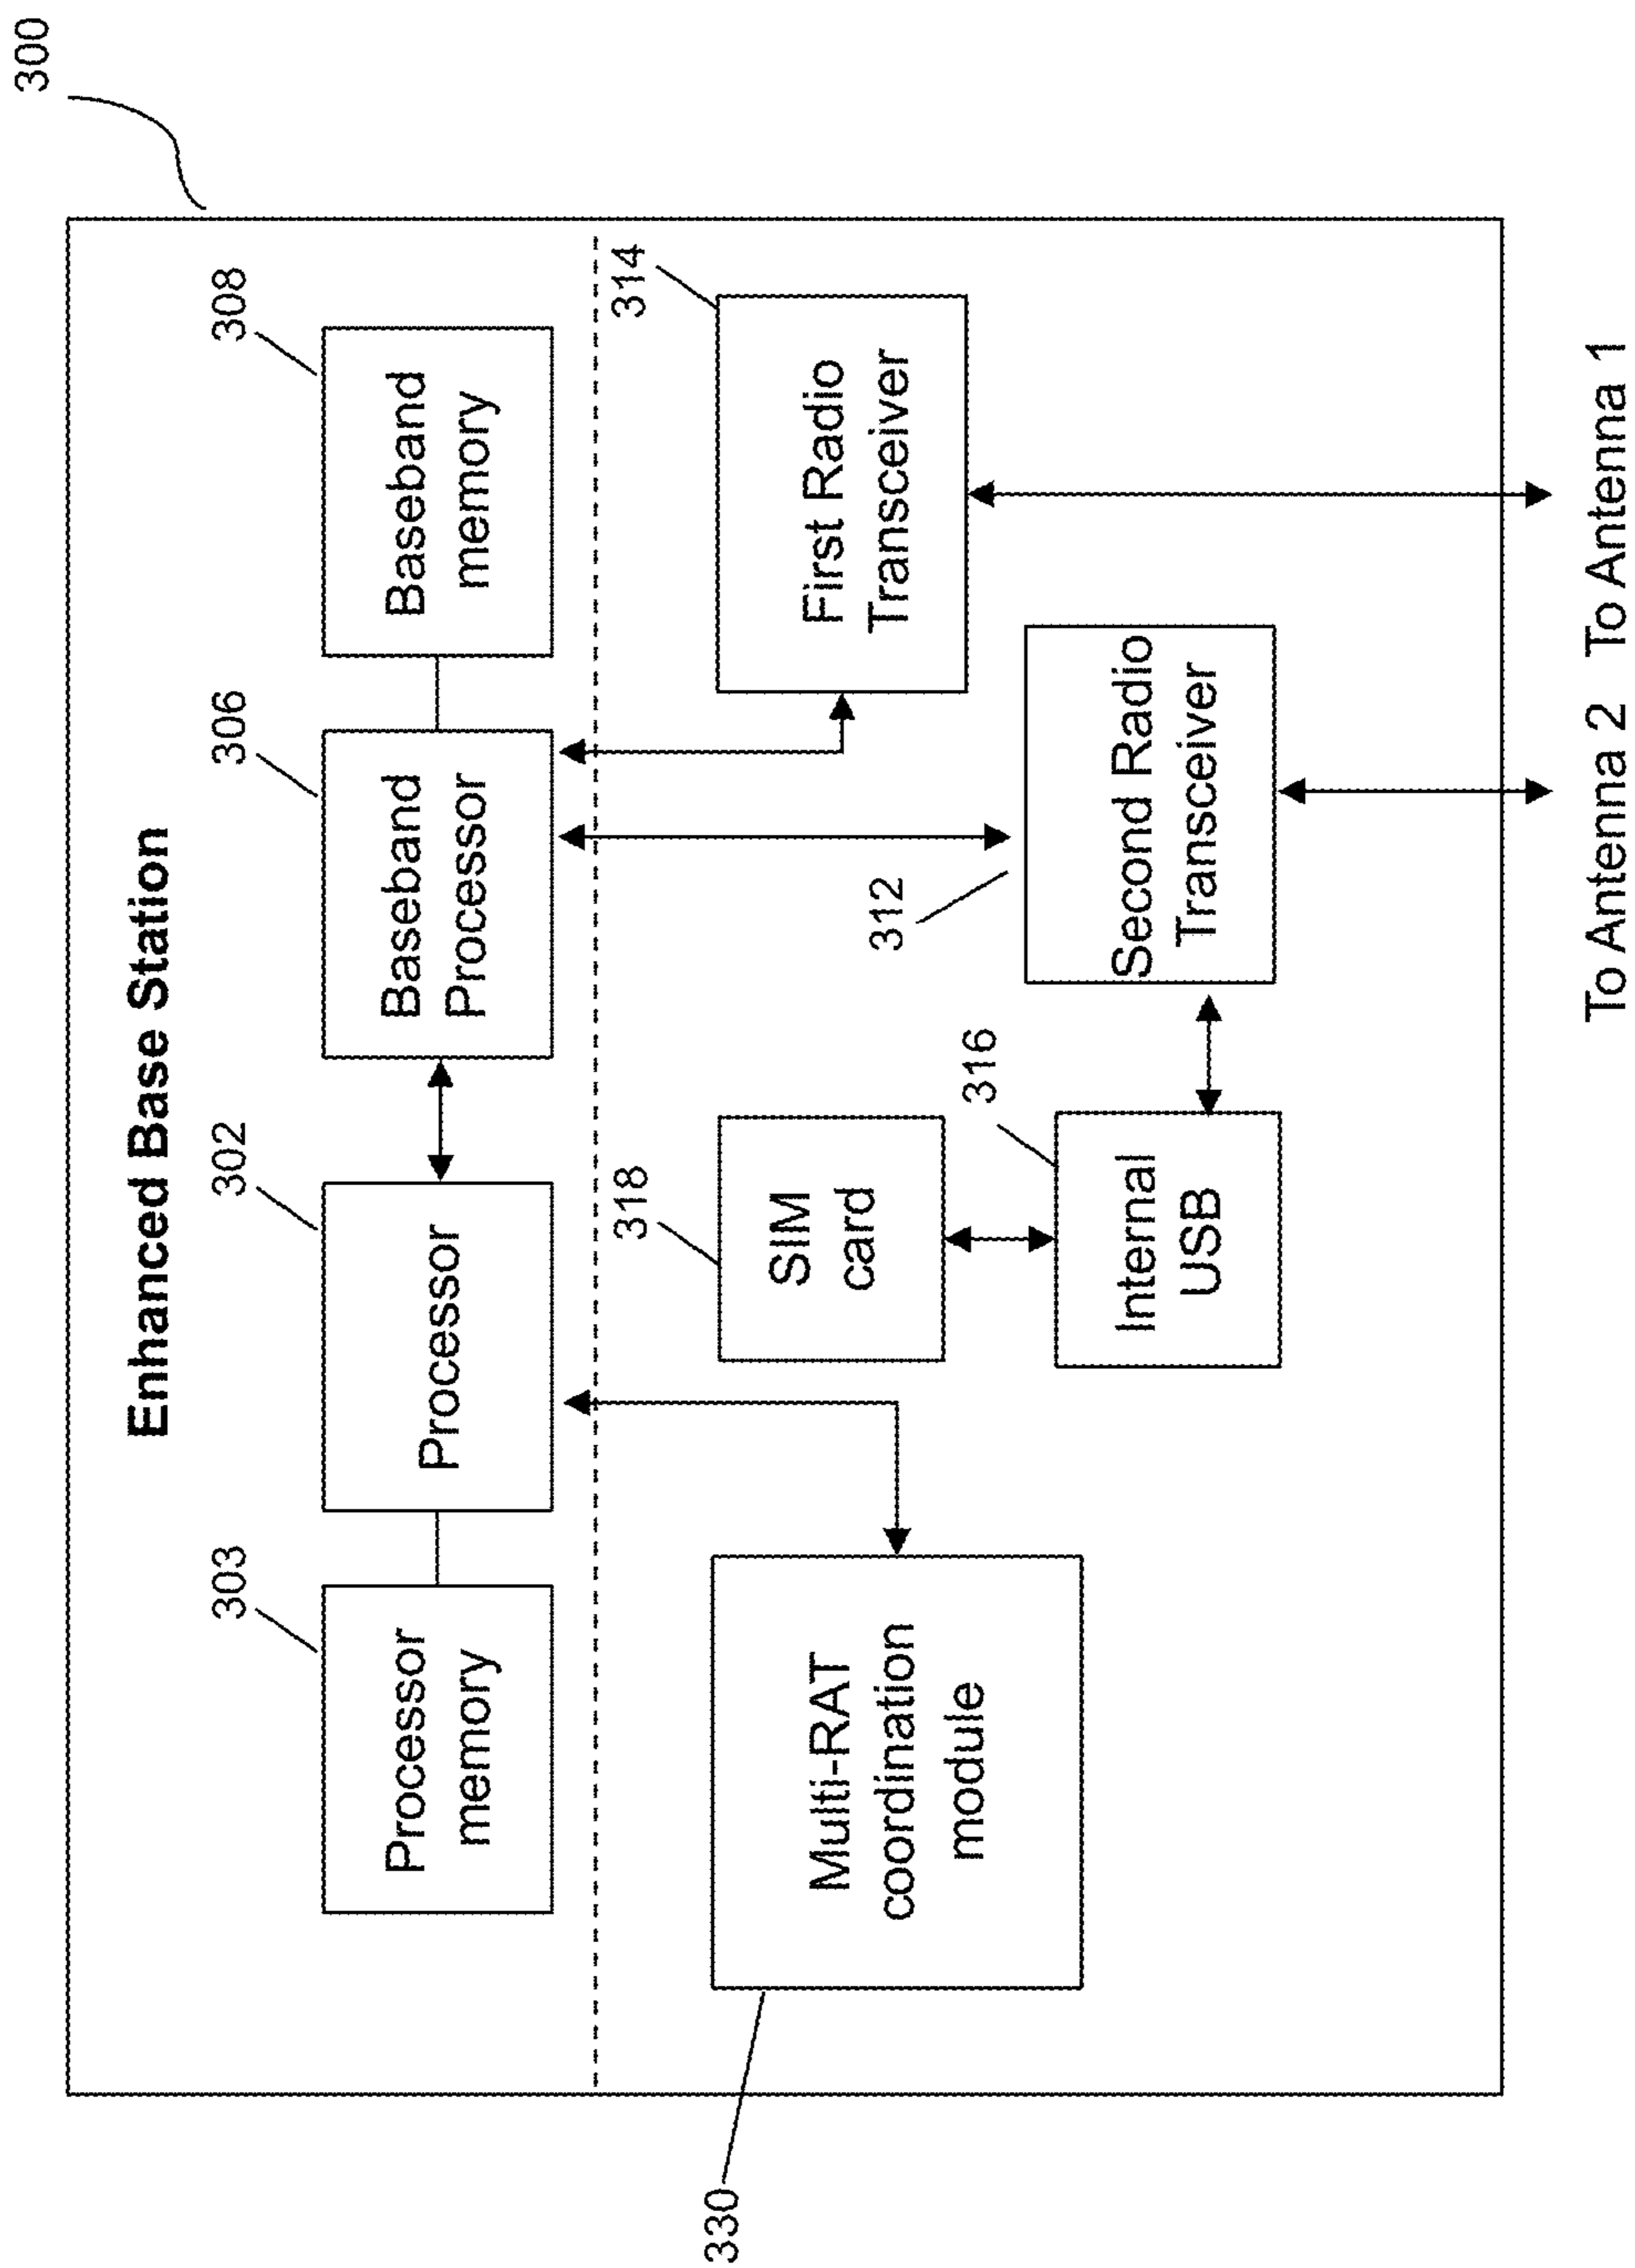 300
Enhanced Base Station
303
302
306
308
Processor
memory
Processor
Baseband
Processor
Baseband
memory
330
318
316
312
314
Multi-RAT
coordination
module
SIM
card
First Radio
Transceiver
Internal
USB
Second Radio
Transceiver
To Antenna 2
To Antenna 1